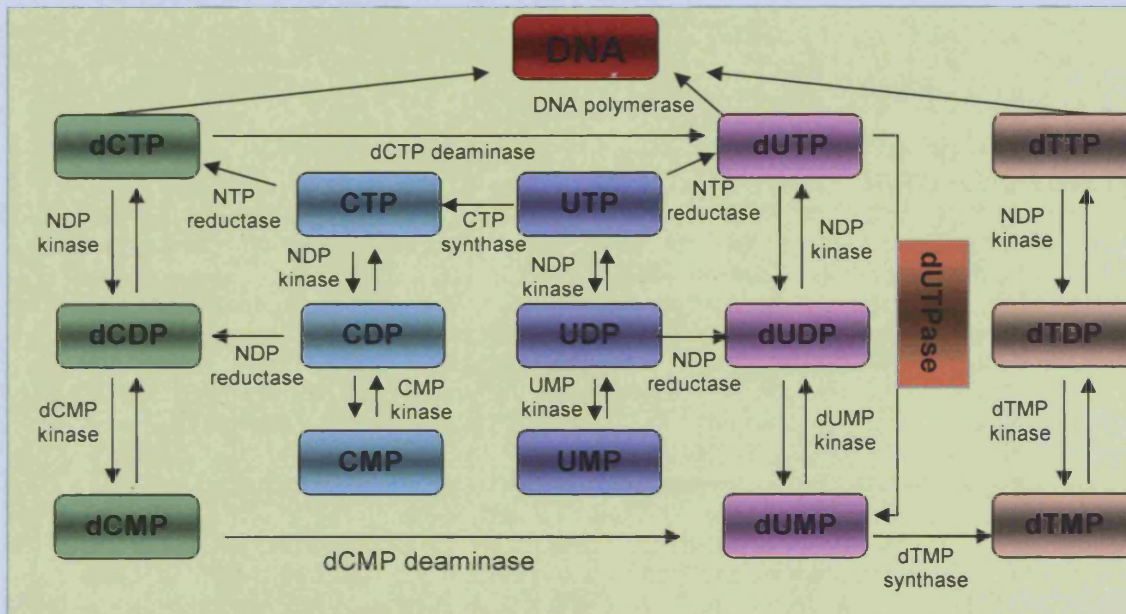 DNA
DNA polymerase
dCTP
dCTP deaminase
dUTP
dTTP
NTP
reductase
CTP
CTP
synthase
UTP
NTP
reductase
NDP
kinase
NDP
kinase
NDP
kinase
NDP
kinase
NDP
kinase
dUTPase
dCDP
NDP
reductase
CDP
UDP
NDP
reductase
dUDP
dTDP
dCMP
kinase
CMP
kinase
UMP
kinase
dUMP
kinase
dTMP
kinase
CMP
UMP
dCMP
dCMP deaminase
dUMP
dTMP
synthase
dTMP